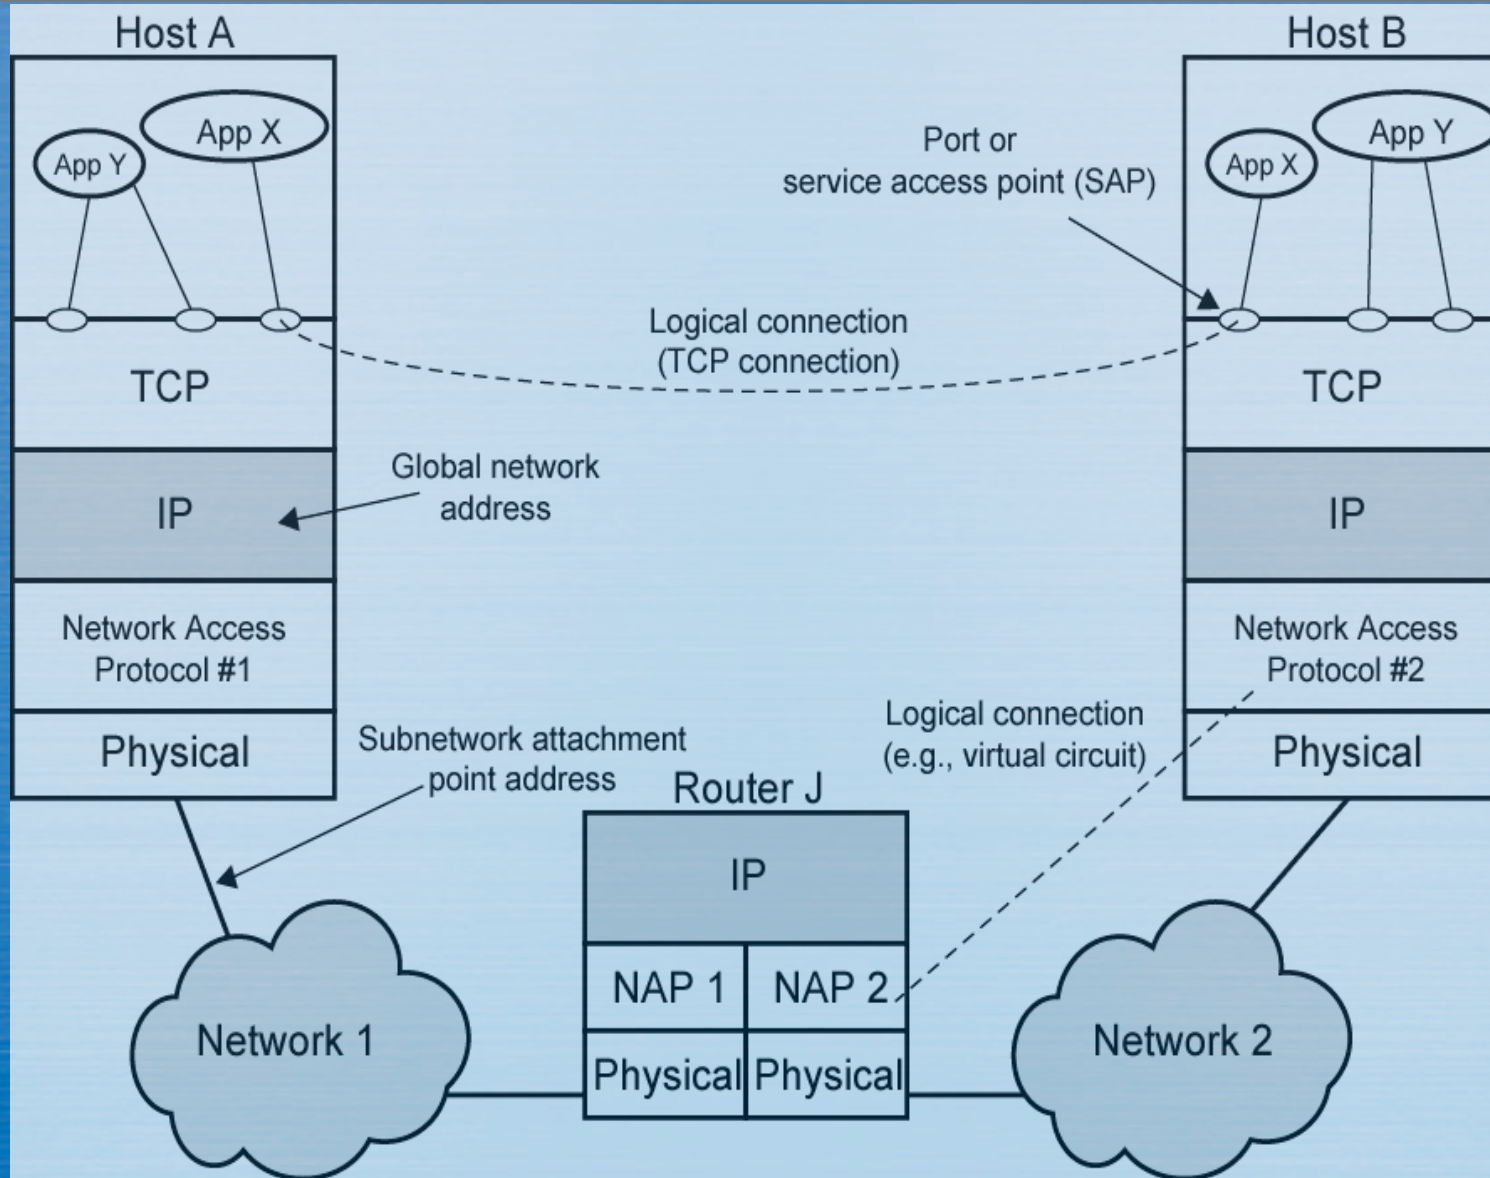 Host A
App Y
App X
TCP
IP
Network Access
Protocol #1
Physical
Global network
address
Subnetwork attachment
point address
Logical connection
(TCP connection)
Port or
service access point (SAP)
Host B
App X
App Y
TCP
IP
Network Access
Protocol #2
Physical
Logical connection
(e.g., virtual circuit)
Router J
IP
NAP 1
NAP 2
Physical
Physical
Network 1
Network 2